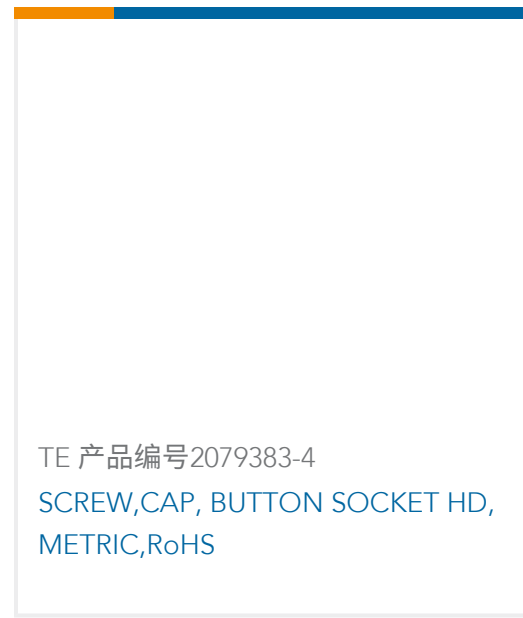 TE 产品编号2079383-4
SCREW,CAP, BUTTON SOCKET HD,
METRIC,RoHS